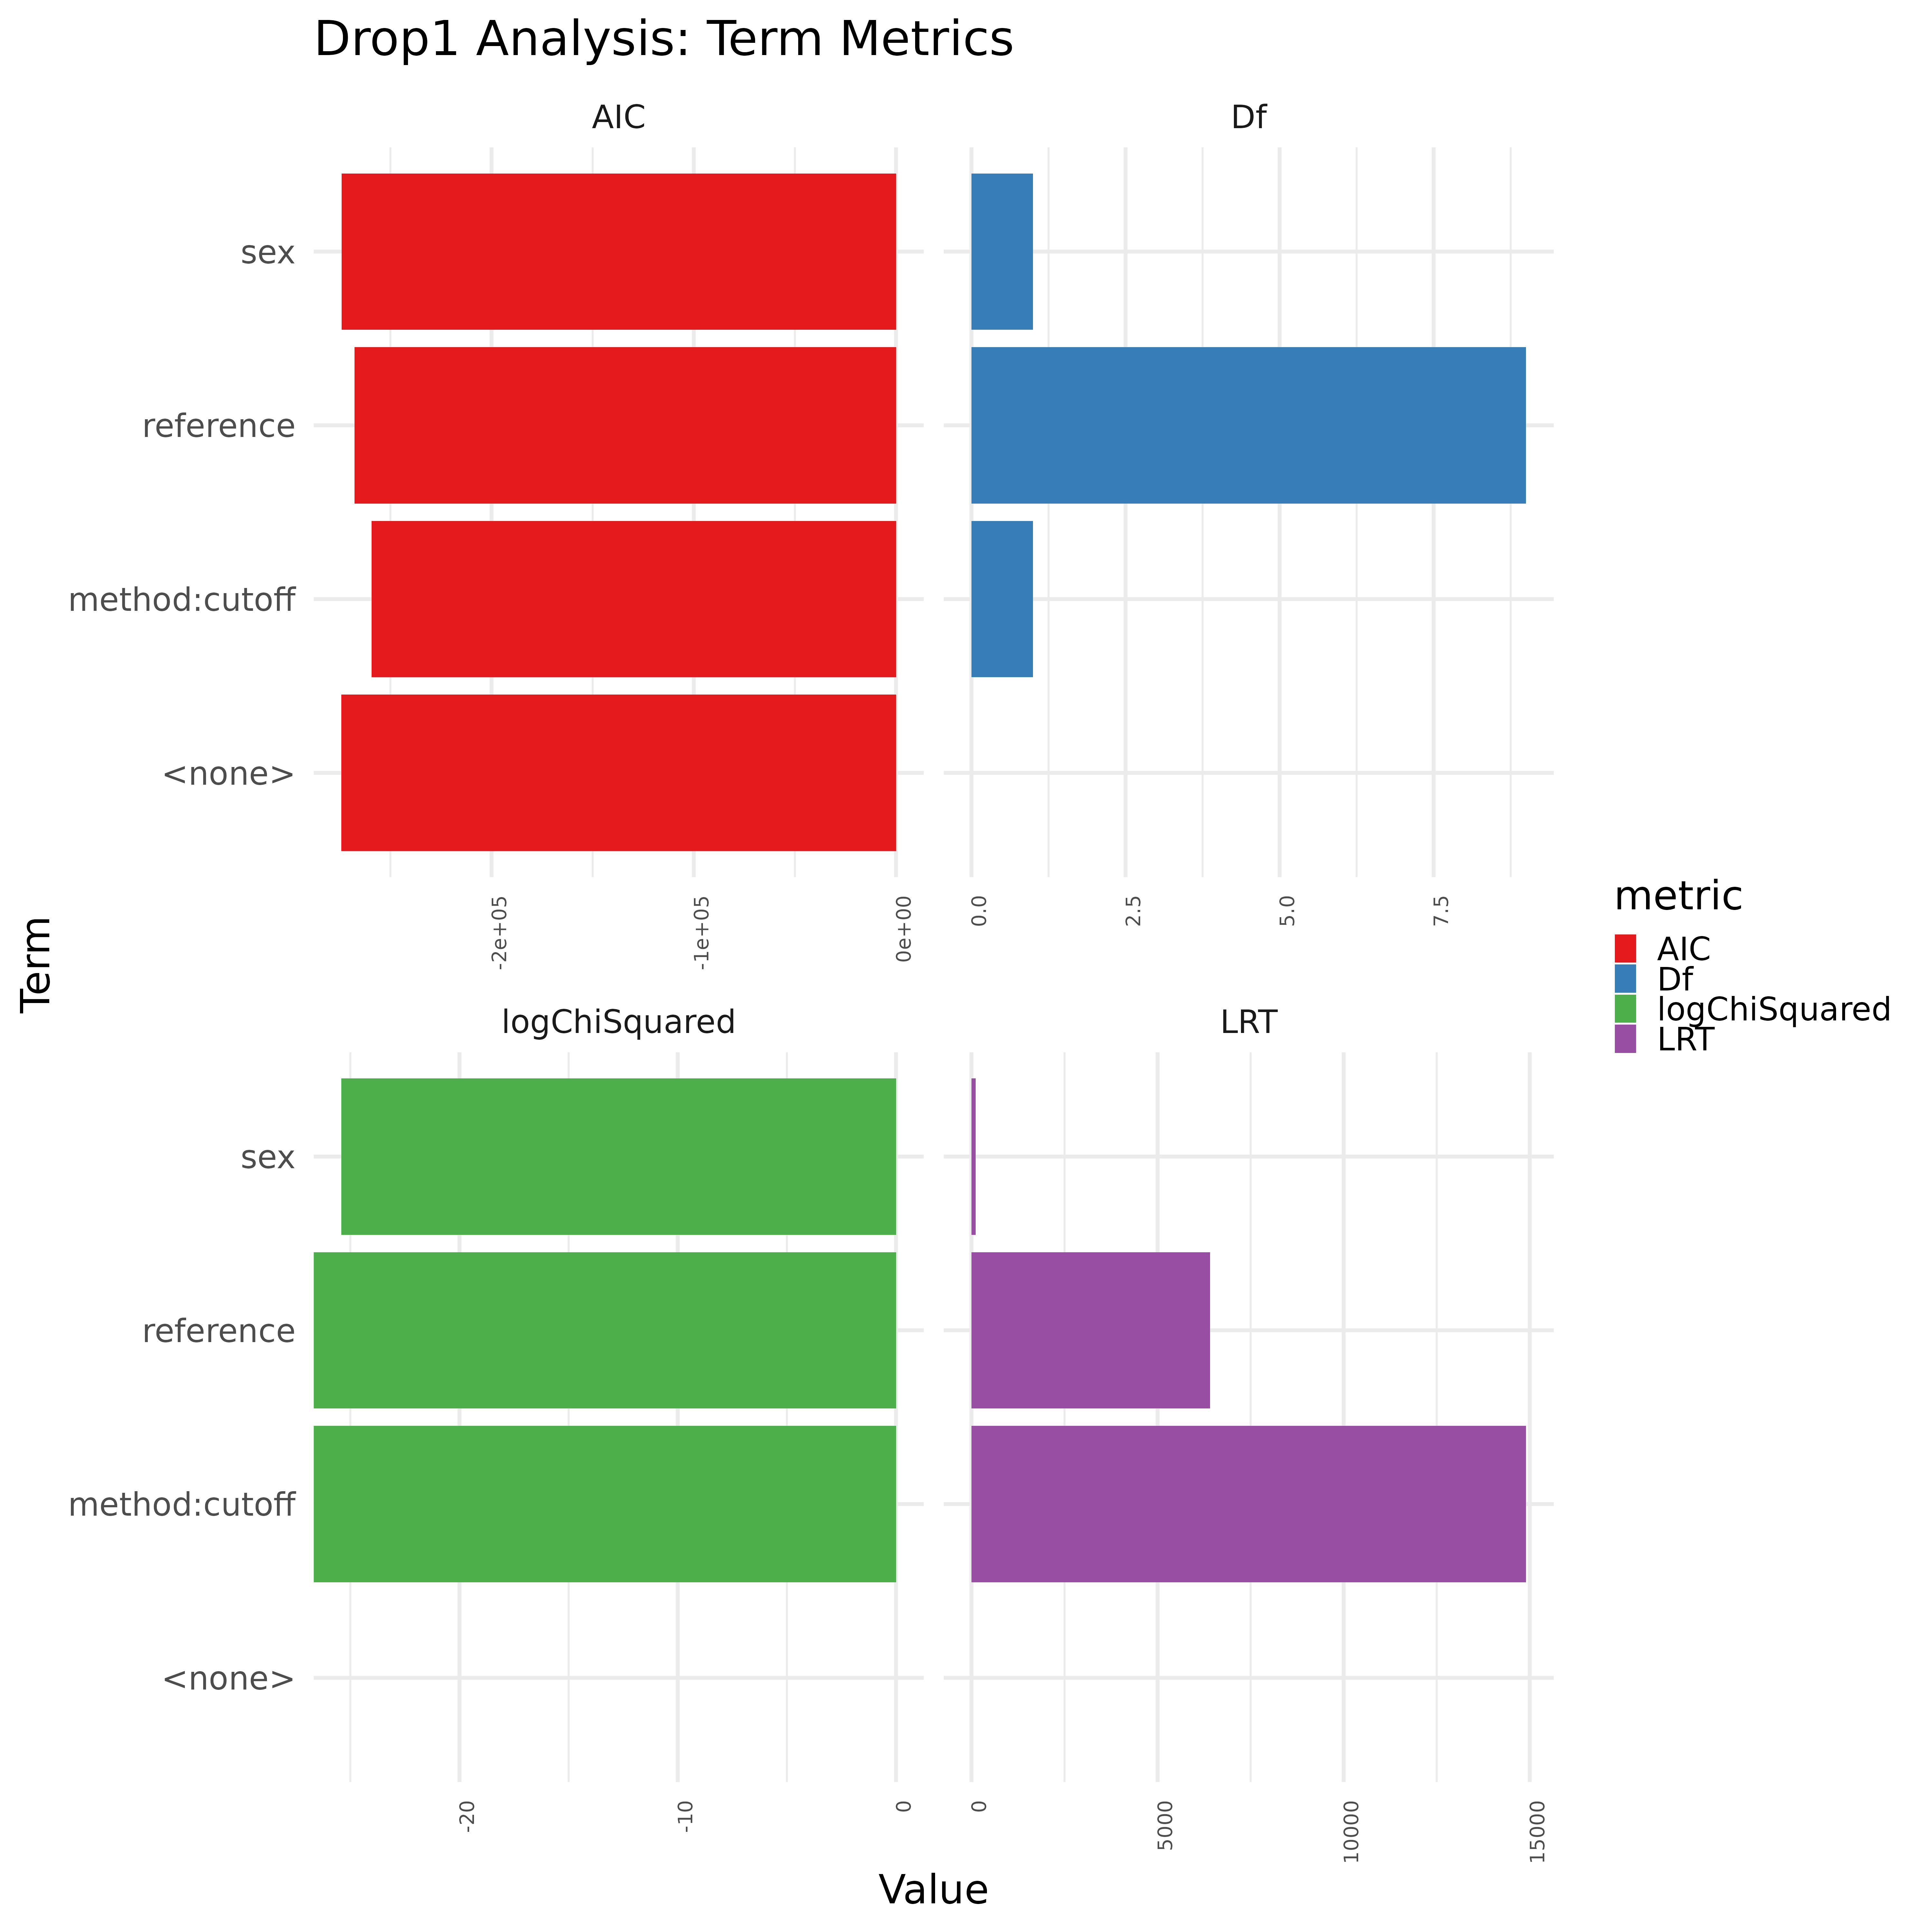 Drop1 Analysis: Term Metrics
AIC
Df
sex
reference
method:cutoff
<none>
-2e+05
-1e+05
0e+00
0.0
2.5
5.0
7.5
Term
metric
AIC
Df
logChiSquared
LRT
logChiSquared
LRT
sex
reference
method:cutoff
<none>
-20
-10
0
0
5000
10000
15000
Value